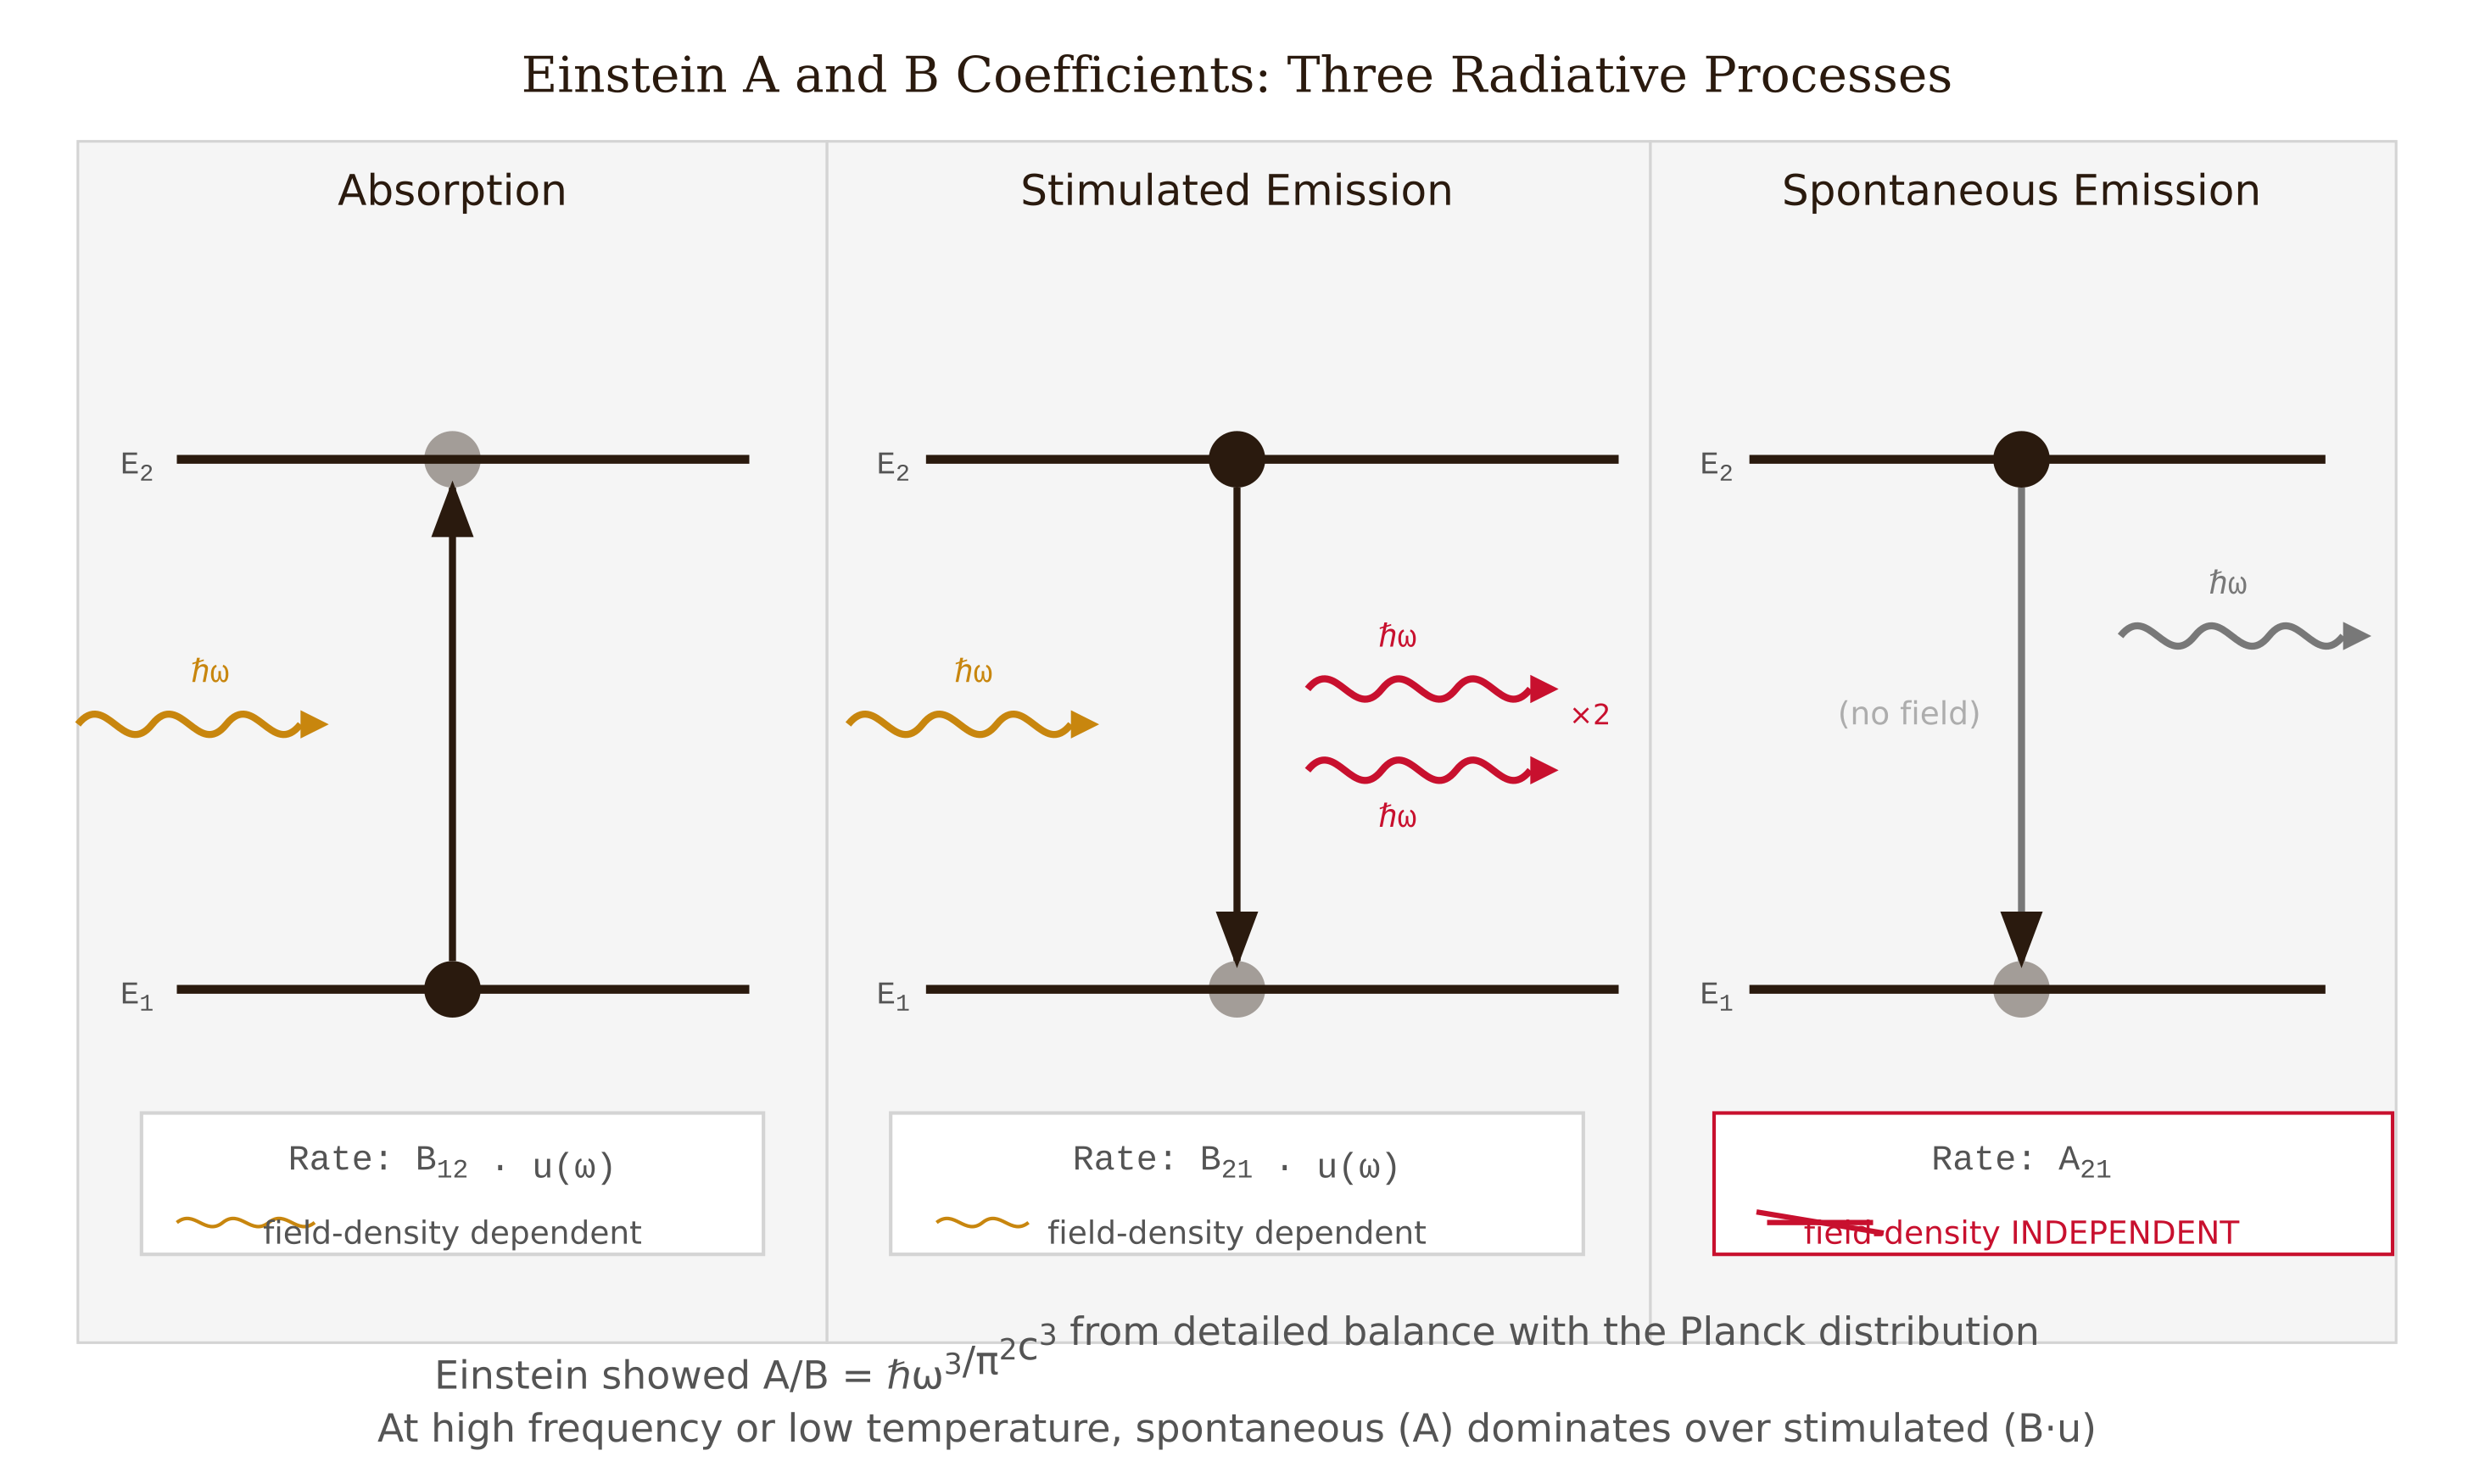 Einstein A and B Coefficients: Three Radiative Processes
Absorption
E₂
ℏω
E₁
Rate: B₁₂ · u(ω)
field-density dependent
Stimulated Emission
E₂
ℏω
ℏω
×2
ℏω
E₁
Rate: B₂₁ · u(ω)
field-density dependent
Spontaneous Emission
E₂
ℏω
(no field)
E₁
Rate: A₂₁
field-density INDEPENDENT
Einstein showed A/B = ℏω³/π²c³ from detailed balance with the Planck distribution
At high frequency or low temperature, spontaneous (A) dominates over stimulated (B·u)